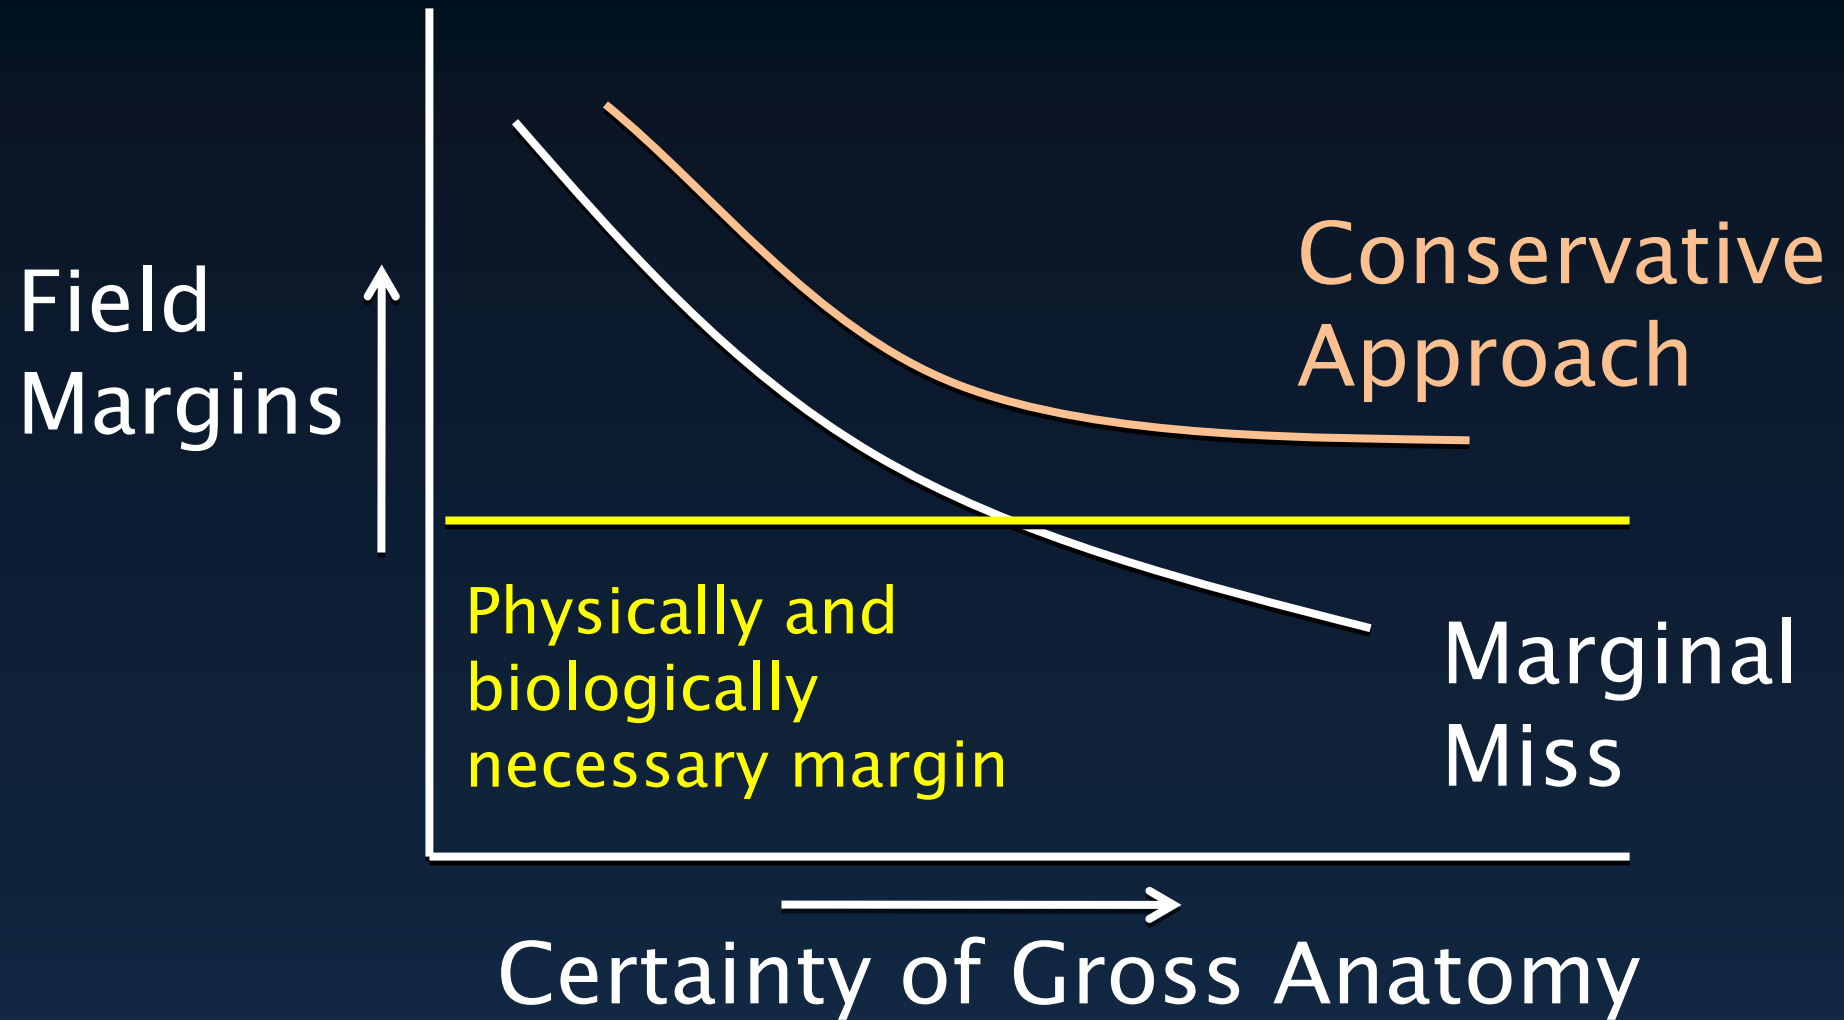 Field
Margins
Conservative
Approach
Physically and
biologically
necessary margin
Marginal
Miss
Certainty of Gross Anatomy